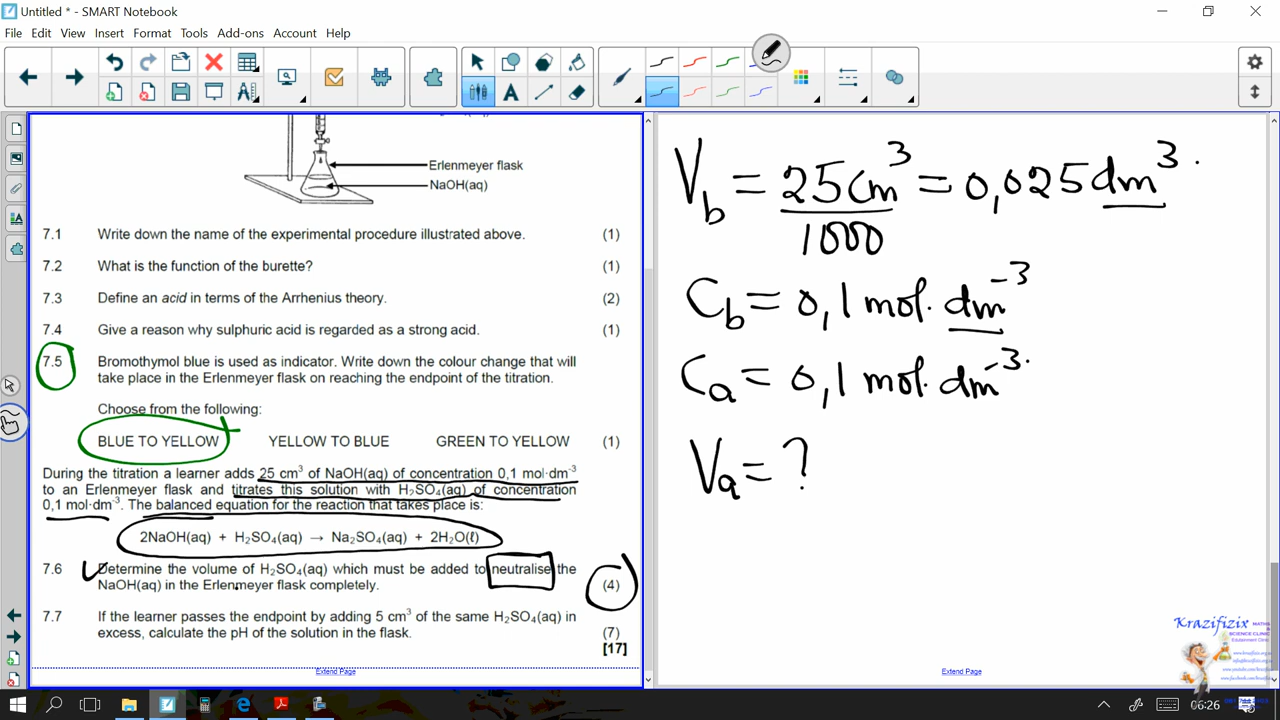 Untitled * - SMART Notebook
File Edit View Insert Format Tools Add-ons Account Help
Erlenmeyer flask
NaOH(aq)
7.1 Write down the name of the experimental procedure illustrated above. (1)
7.2 What is the function of the burette? (1)
7.3 Define an acid in terms of the Arrhenius theory. (2)
7.4 Give a reason why sulphuric acid is regarded as a strong acid. (1)
7.5 Bromothymol blue is used as indicator. Write down the colour change that will
take place in the Erlenmeyer flask on reaching the endpoint of the titration.
Choose from the following:
BLUE TO YELLOW YELLOW TO BLUE GREEN TO YELLOW (1)
During the titration a learner adds 25 cm³ of NaOH(aq) of concentration 0,1 mol·dm⁻³
to an Erlenmeyer flask and titrates this solution with H₂SO₄(aq) of concentration
0,1 mol·dm⁻³. The balanced equation for the reaction that takes place is:
2NaOH(aq) + H₂SO₄(aq) → Na₂SO₄(aq) + 2H₂O(ℓ)
7.6 Determine the volume of H₂SO₄(aq) which must be added to neutralise the
NaOH(aq) in the Erlenmeyer flask completely. (4)
7.7 If the learner passes the endpoint by adding 5 cm³ of the same H₂SO₄(aq) in
excess, calculate the pH of the solution in the flask. (7)
[17]
Extend Page
V_b = 25cm³ = 0,025 dm³.
1000
C_b = 0,1 mol. dm⁻³
C_a = 0,1 mol. dm⁻³.
V_a = ?
Krazifizix MATHS
SCIENCE CLINIC
Extend Page
06:26